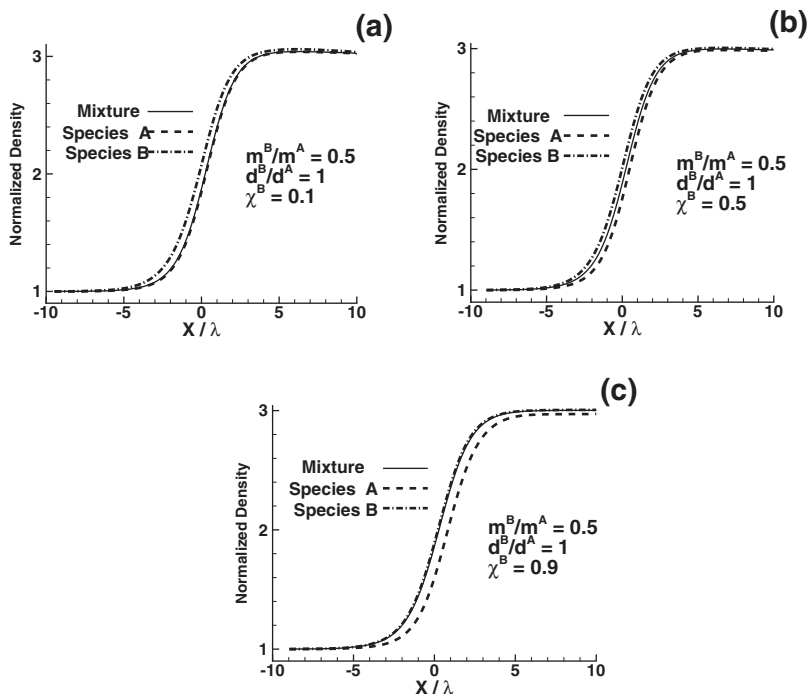 (a)
3
2
1
Normalized Density
Mixture
Species A
Species B
m^B/m^A = 0.5
d^B/d^A = 1
χ^B = 0.1
-10 -5 0 5 10
X / λ
(b)
3
2
1
Normalized Density
Mixture
Species A
Species B
m^B/m^A = 0.5
d^B/d^A = 1
χ^B = 0.5
-10 -5 0 5 10
X / λ
(c)
3
2
1
Normalized Density
Mixture
Species A
Species B
m^B/m^A = 0.5
d^B/d^A = 1
χ^B = 0.9
-10 -5 0 5 10
X / λ